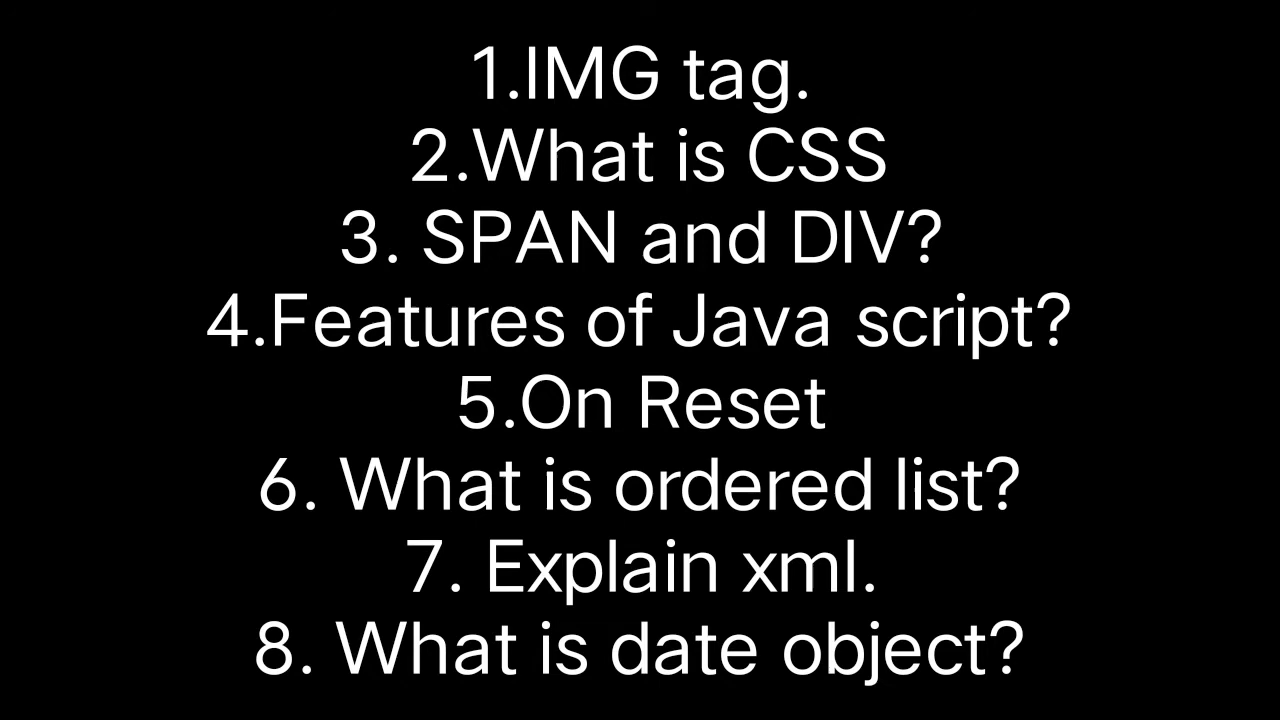 1.IMG tag.
2.What is CSS
3. SPAN and DIV?
4.Features of Java script?
5.On Reset
6. What is ordered list?
7. Explain xml.
8. What is date object?